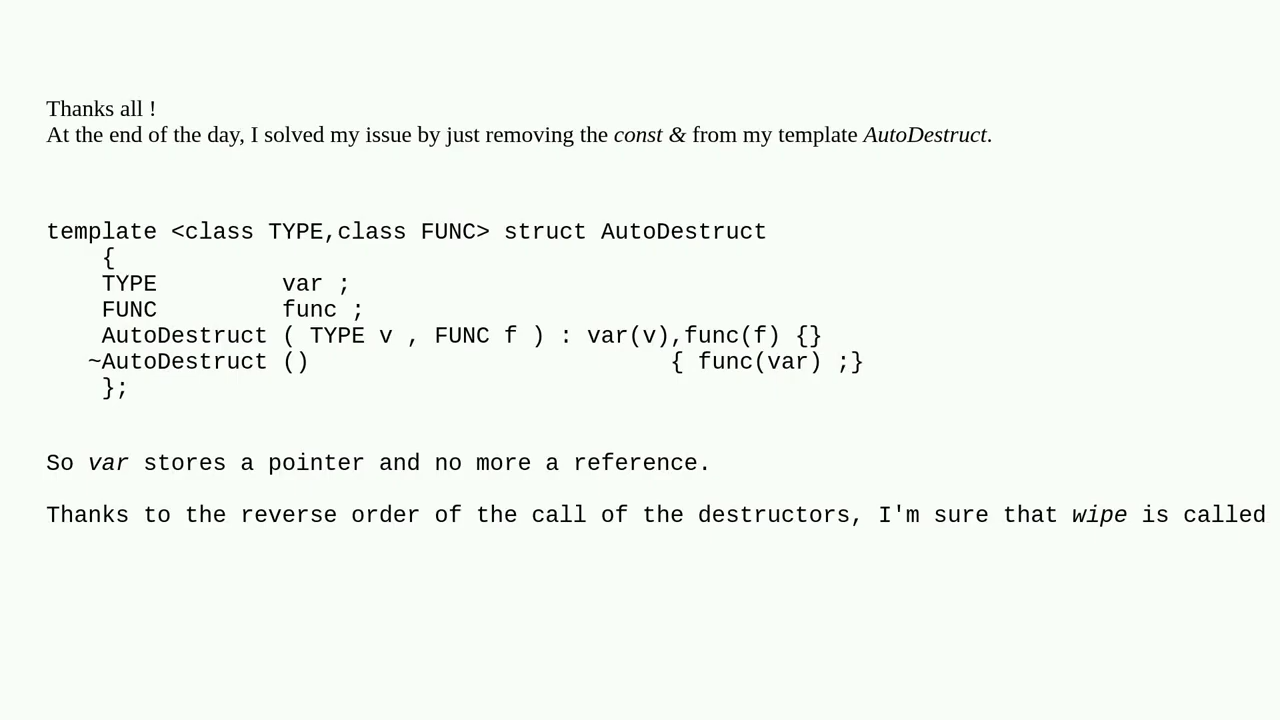 Thanks all !
At the end of the day, I solved my issue by just removing the const & from my template AutoDestruct.
template <class TYPE,class FUNC> struct AutoDestruct
    {
    TYPE         var ;
    FUNC         func ;
    AutoDestruct ( TYPE v , FUNC f ) : var(v),func(f) {}
   ~AutoDestruct ()                          { func(var) ;}
    };
So var stores a pointer and no more a reference.
Thanks to the reverse order of the call of the destructors, I'm sure that wipe is called